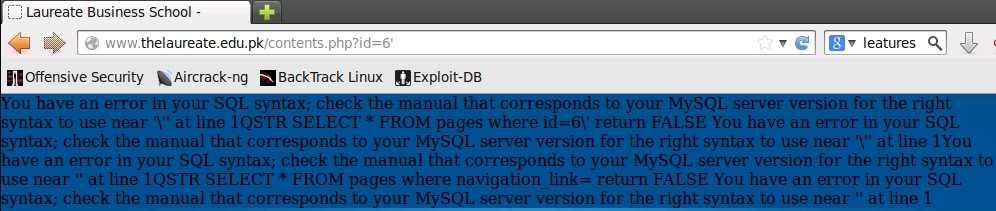 Laureate Business School -
www.thelaureate.edu.pk/contents.php?id=6'
8 leatures
Offensive Security Aircrack-ng BackTrack Linux Exploit-DB
You have an error in your SQL syntax; check the manual that corresponds to your MySQL server version for the right
syntax to use near '\'' at line 1QSTR SELECT * FROM pages where id=6\' return FALSE You have an error in your SQL
syntax; check the manual that corresponds to your MySQL server version for the right syntax to use near '\'' at line 1You
have an error in your SQL syntax; check the manual that corresponds to your MySQL server version for the right syntax to
use near '' at line 1QSTR SELECT * FROM pages where navigation_link= return FALSE You have an error in your SQL
syntax; check the manual that corresponds to your MySQL server version for the right syntax to use near '' at line 1